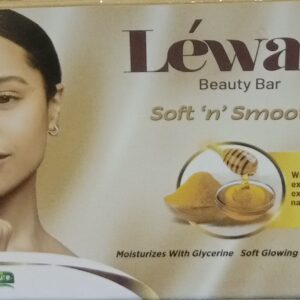 Léwa
Beauty Bar
Soft 'n' Smoo
Moisturizes With Glycerine Soft Glowing